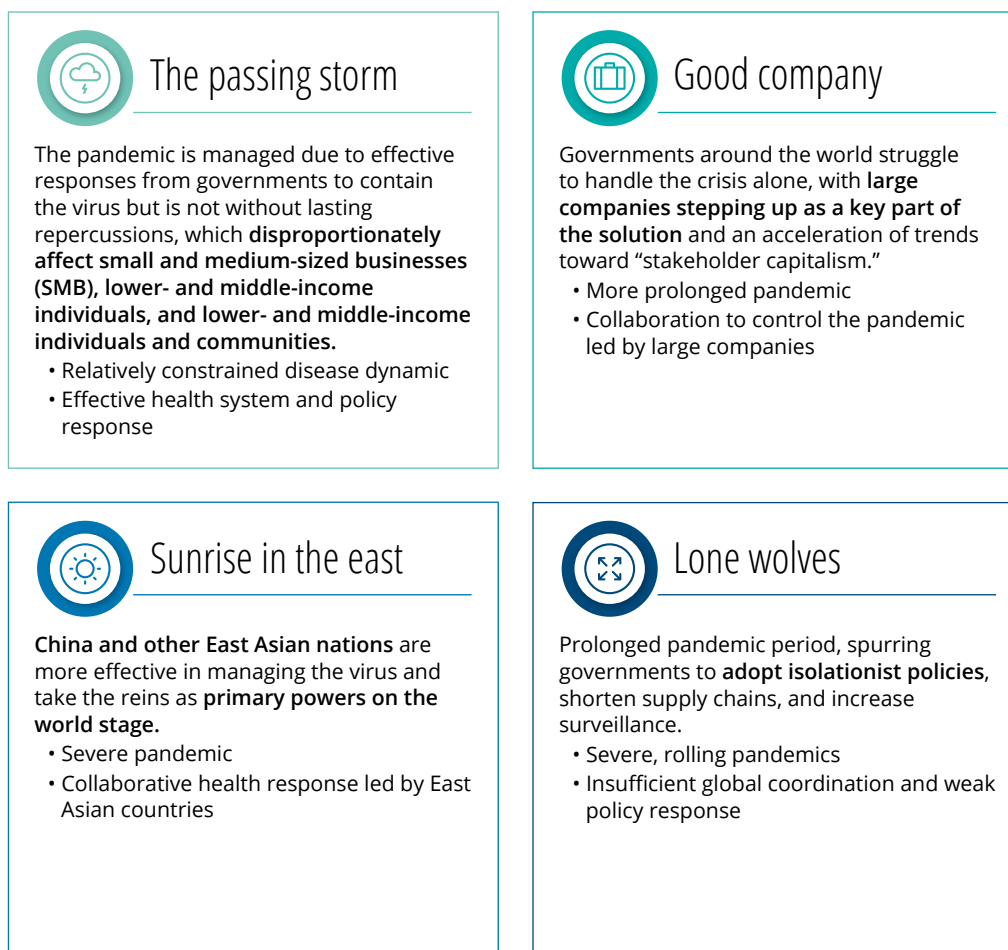 The passing storm
The pandemic is managed due to effective
responses from governments to contain
the virus but is not without lasting
repercussions, which disproportionately
affect small and medium-sized businesses
(SMB), lower- and middle-income
individuals, and lower- and middle-income
individuals and communities.
• Relatively constrained disease dynamic
• Effective health system and policy
response
Good company
Governments around the world struggle
to handle the crisis alone, with large
companies stepping up as a key part of
the solution and an acceleration of trends
toward “stakeholder capitalism.”
• More prolonged pandemic
• Collaboration to control the pandemic
led by large companies
Sunrise in the east
China and other East Asian nations are
more effective in managing the virus and
take the reins as primary powers on the
world stage.
• Severe pandemic
• Collaborative health response led by East
Asian countries
Lone wolves
Prolonged pandemic period, spurring
governments to adopt isolationist policies,
shorten supply chains, and increase
surveillance.
• Severe, rolling pandemics
• Insufficient global coordination and weak
policy response